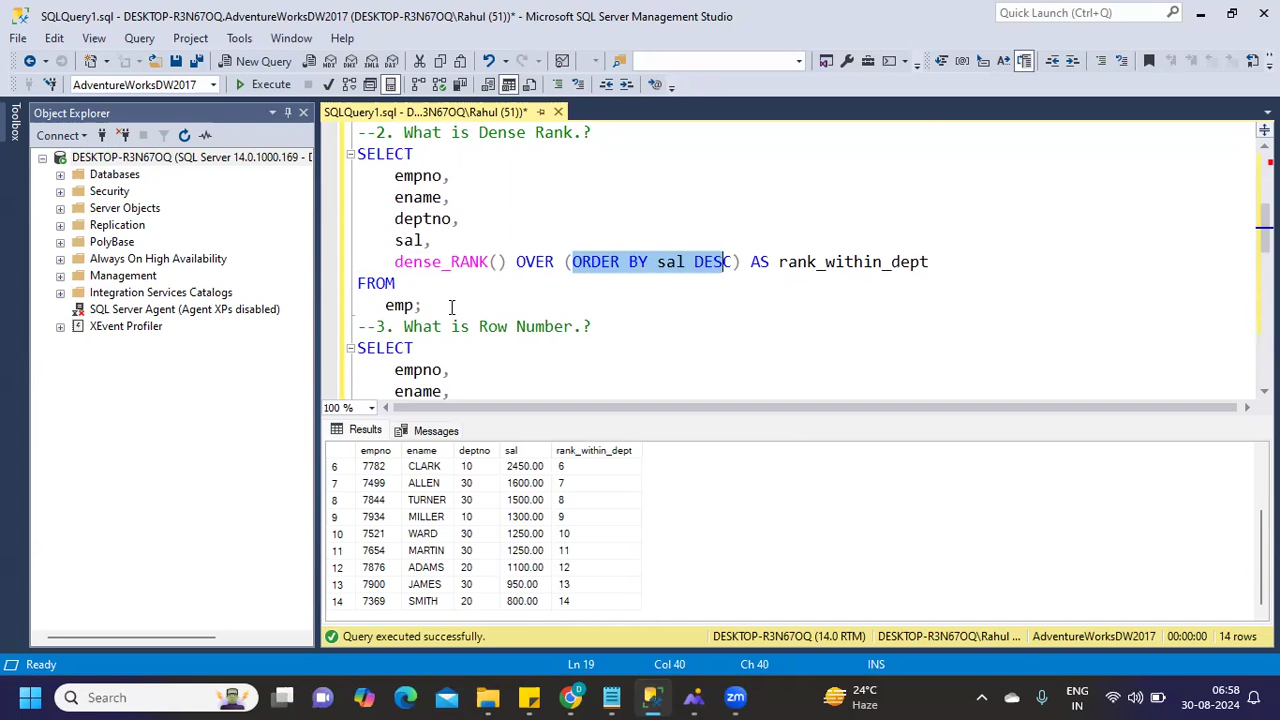 SQLQuery1.sql - DESKTOP-R3N67OQ.AdventureWorksDW2017 (DESKTOP-R3N67OQ\Rahul (51))* - Microsoft SQL Server Management Studio
Quick Launch (Ctrl+Q)
File Edit View Query Project Tools Window Help
New Query
AdventureWorksDW2017 Execute
Toolbox
Object Explorer
SQLQuery1.sql - D...3N67OQ\Rahul (51))*
Connect
DESKTOP-R3N67OQ (SQL Server 14.0.1000.169 - D
Databases
Security
Server Objects
Replication
PolyBase
Always On High Availability
Management
Integration Services Catalogs
SQL Server Agent (Agent XPs disabled)
XEvent Profiler
--2. What is Dense Rank.?
SELECT
empno,
ename,
deptno,
sal,
dense_RANK() OVER (ORDER BY sal DESC) AS rank_within_dept
FROM
emp;
--3. What is Row Number.?
SELECT
empno,
ename,
100 %
Results Messages
empno ename deptno sal rank_within_dept
6 7782 CLARK 10 2450.00 6
7 7499 ALLEN 30 1600.00 7
8 7844 TURNER 30 1500.00 8
9 7934 MILLER 10 1300.00 9
10 7521 WARD 30 1250.00 10
11 7654 MARTIN 30 1250.00 11
12 7876 ADAMS 20 1100.00 12
13 7900 JAMES 30 950.00 13
14 7369 SMITH 20 800.00 14
Query executed successfully. DESKTOP-R3N67OQ (14.0 RTM) DESKTOP-R3N67OQ\Rahul ... AdventureWorksDW2017 00:00:00 14 rows
Ready Ln 19 Col 40 Ch 40 INS
Search
24°C
Haze
ENG
IN
06:58
30-08-2024